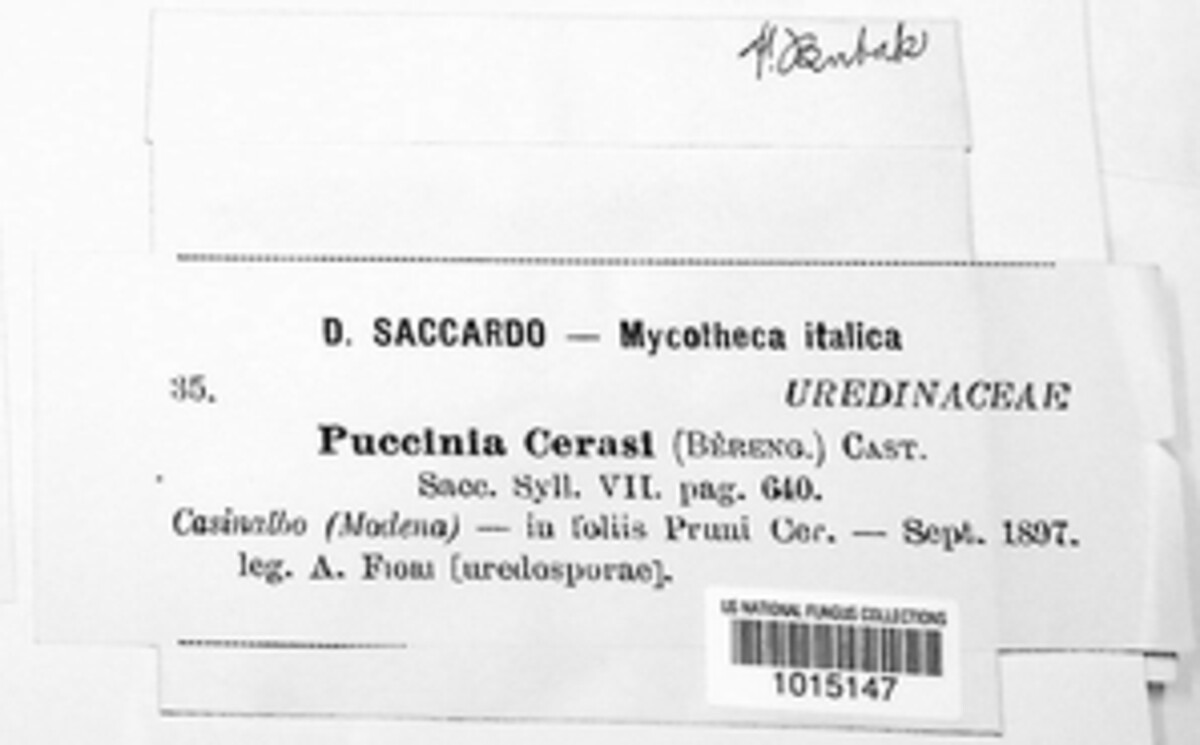 D. SACCARDO — Mycotheca italica
35. UREDINACEAE
Puccinia Cerasi (Bèreng.) Cast.
Sacc. Syll. VII. pag. 640.
Casinalbo (Modena) — in foliis Pruni Cer. — Sept. 1897.
leg. A. Fiori [uredosporae].
US NATIONAL FUNGUS COLLECTIONS
1015147